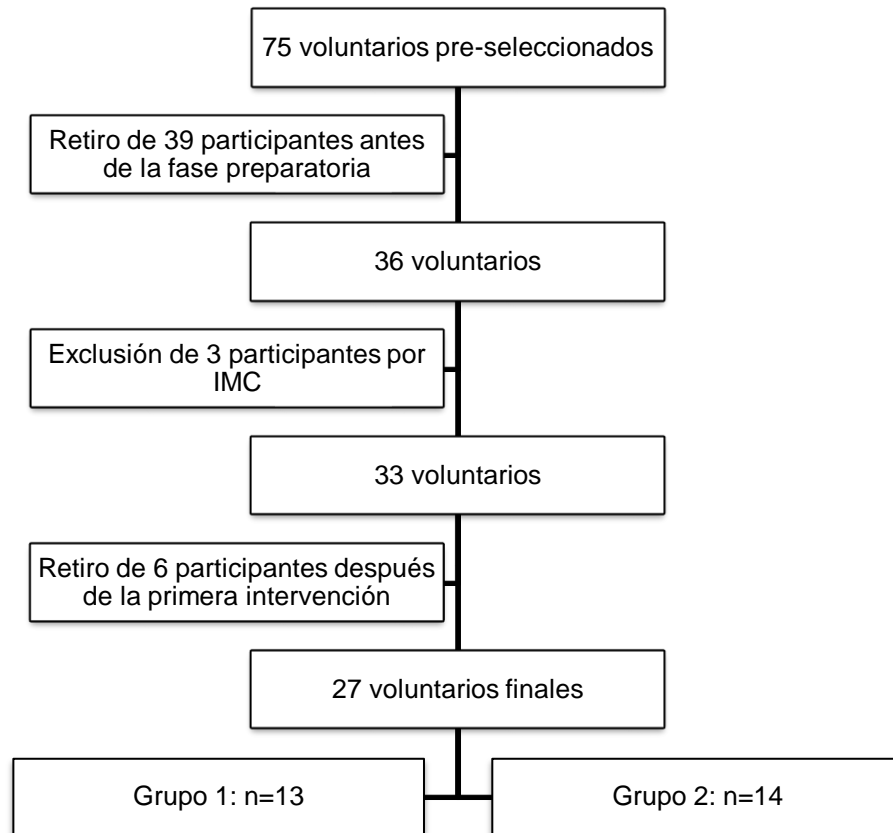 75 voluntarios pre-seleccionados
Retiro de 39 participantes antes
de la fase preparatoria
36 voluntarios
Exclusión de 3 participantes por
IMC
33 voluntarios
Retiro de 6 participantes después
de la primera intervención
27 voluntarios finales
Grupo 1: n=13
Grupo 2: n=14